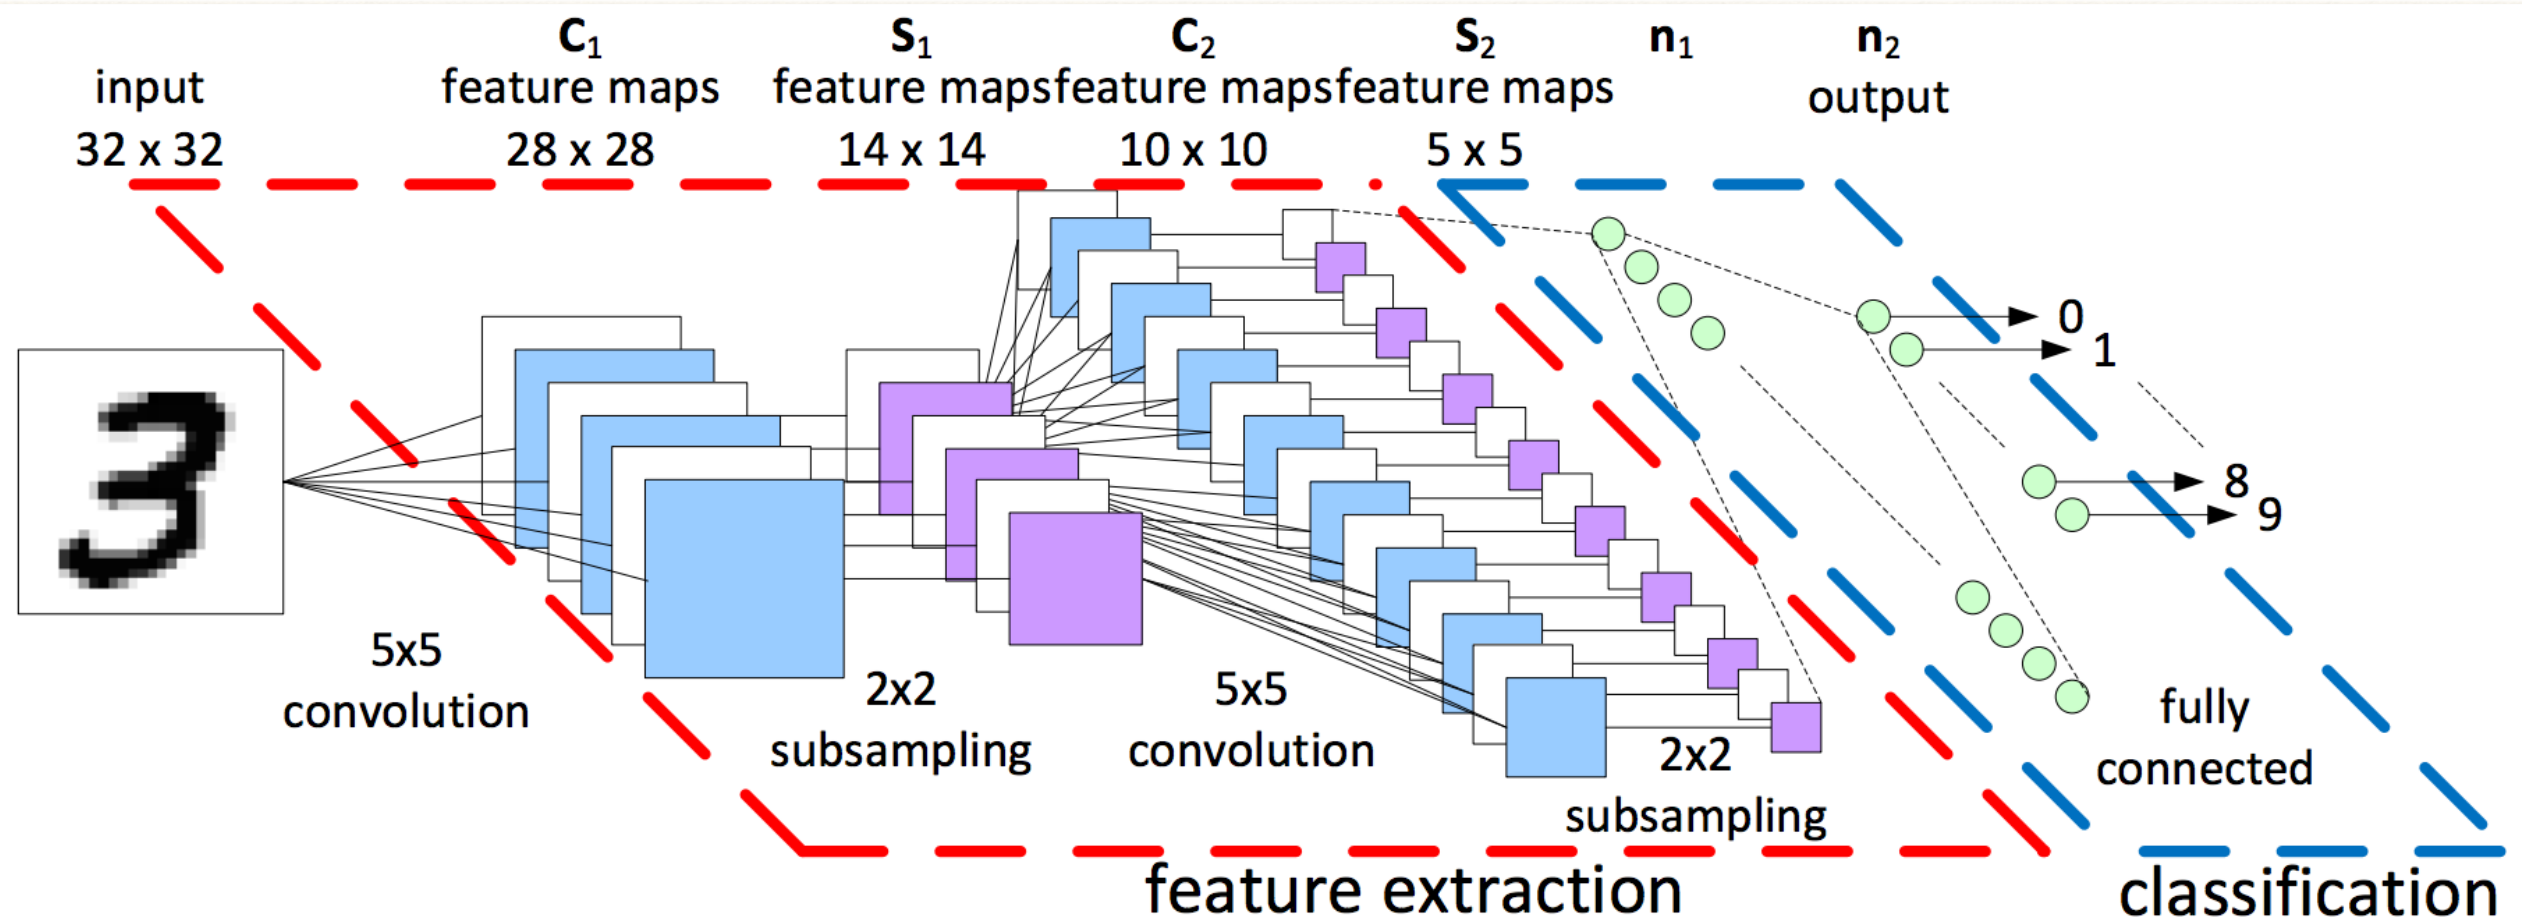 C₁
S₁
C₂
S₂
n₁
n₂
input
feature maps
feature maps
feature maps
feature maps
output
32 x 32
28 x 28
14 x 14
10 x 10
5 x 5
0
1
8
9
5x5
convolution
2x2
subsampling
5x5
convolution
2x2
subsampling
fully
connected
feature extraction
classification